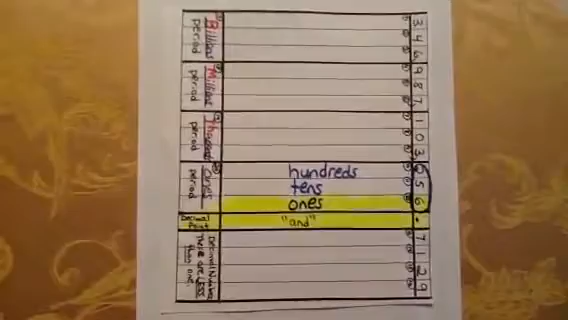 Billions period
Millions period
Thousands period
Ones period
hundreds
tens
ones
Decimal Point
"and"
Decimal Numbers
These are LESS
than one.
3 4 6 9 8 7 1 0 3 6 5 6 . 7 1 2 9